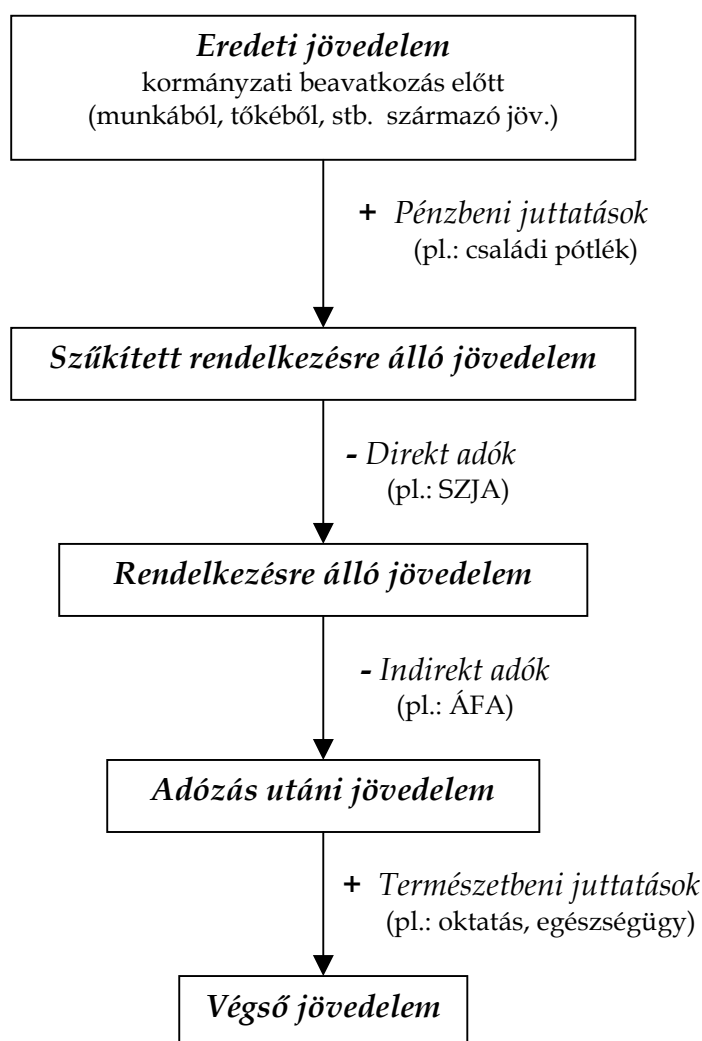 Eredeti jövedelem
kormányzati beavatkozás előtt
(munkából, tőkéből, stb. származó jöv.)
+ Pénzbeni juttatások
(pl.: családi pótlék)
Szűkített rendelkezésre álló jövedelem
- Direkt adók
(pl.: SZJA)
Rendelkezésre álló jövedelem
- Indirekt adók
(pl.: ÁFA)
Adózás utáni jövedelem
+ Természetbeni juttatások
(pl.: oktatás, egészségügy)
Végső jövedelem